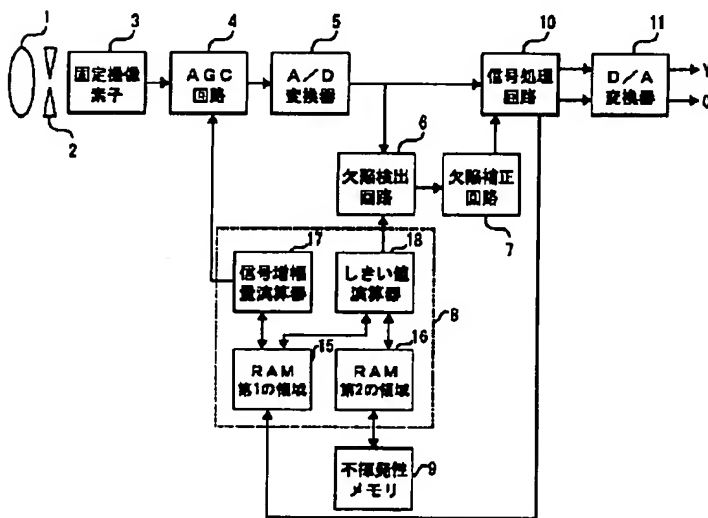 1
3
4
5
10
11
固定撮像
素子
AGC
回路
A/D
変換器
信号処理
回路
D/A
変換器
Y
C
2
6
欠陥検出
回路
欠陥補正
回路
7
17
18
信号増幅
量演算器
しきい値
演算器
8
15
16
RAM
第1の領域
RAM
第2の領域
不揮発性
メモリ
9